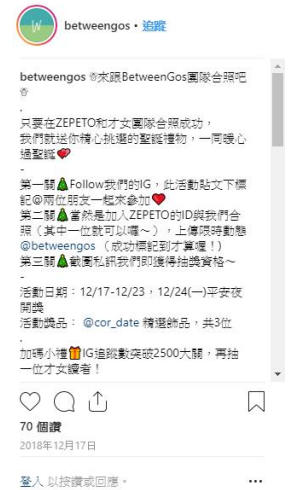 W
betweengos • 追蹤
betweengos 來跟BetweenGos團隊合照吧
.
只要在ZEPETO和才女團隊合照成功，
我們就送你精心挑選的聖誕禮物，一同暖心
過聖誕💕
-
第一關🎄Follow我們的IG，此活動貼文下標
記@兩位朋友一起來參加💕
第二關🎄當然是加入ZEPETO的ID與我們合
照（其中一位就可以囉～），上傳限時動態
@betweengos （成功標記到才算喔！）
第三關🎄截圖私訊我們即獲得抽獎資格～
-
活動日期：12/17-12/23，12/24(一)平安夜
開獎
活動獎品： @cor_date 精選飾品，共3位
.
加碼小禮🎁IG追蹤數突破2500大關，再抽
一位才女讀者！
70 個讚
2018年12月17日
登入 以按讚或回應。